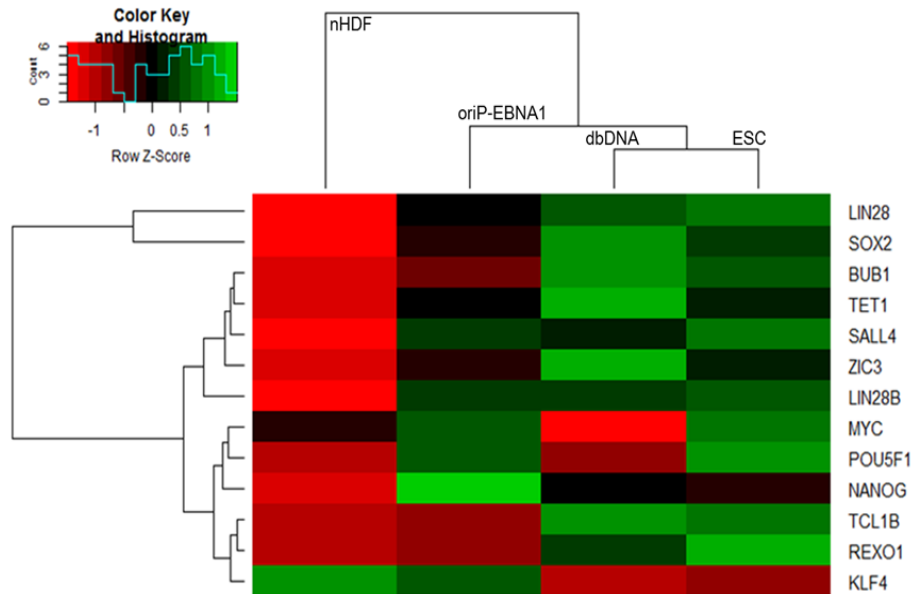 Color Key
and Histogram
Count
0 3 6
-1 0 0.5 1
Row Z-Score
nHDF
oriP-EBNA1
dbDNA
ESC
LIN28
SOX2
BUB1
TET1
SALL4
ZIC3
LIN28B
MYC
POU5F1
NANOG
TCL1B
REXO1
KLF4